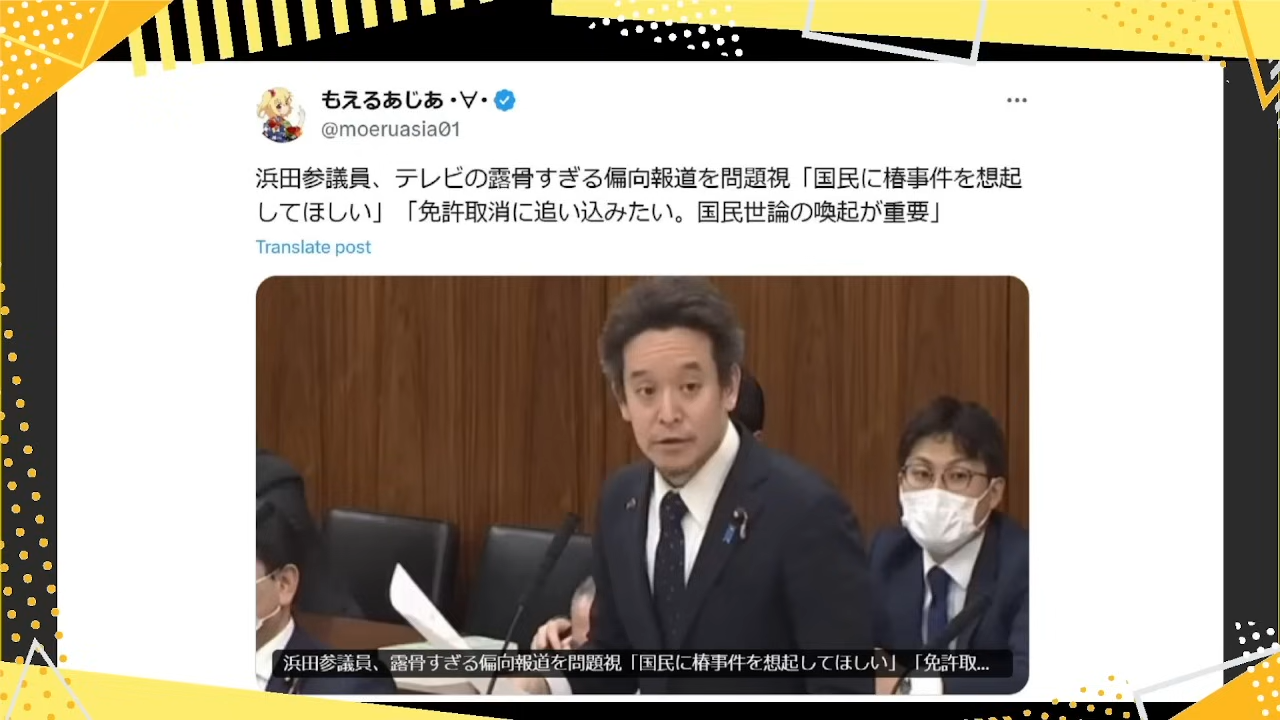 もえるあじあ ・∀・
@moeruasia01
浜田参議員、テレビの露骨すぎる偏向報道を問題視「国民に椿事件を想起
してほしい」「免許取消に追い込みたい。国民世論の喚起が重要」
Translate post
浜田参議員、露骨すぎる偏向報道を問題視「国民に椿事件を想起してほしい」「免許取...